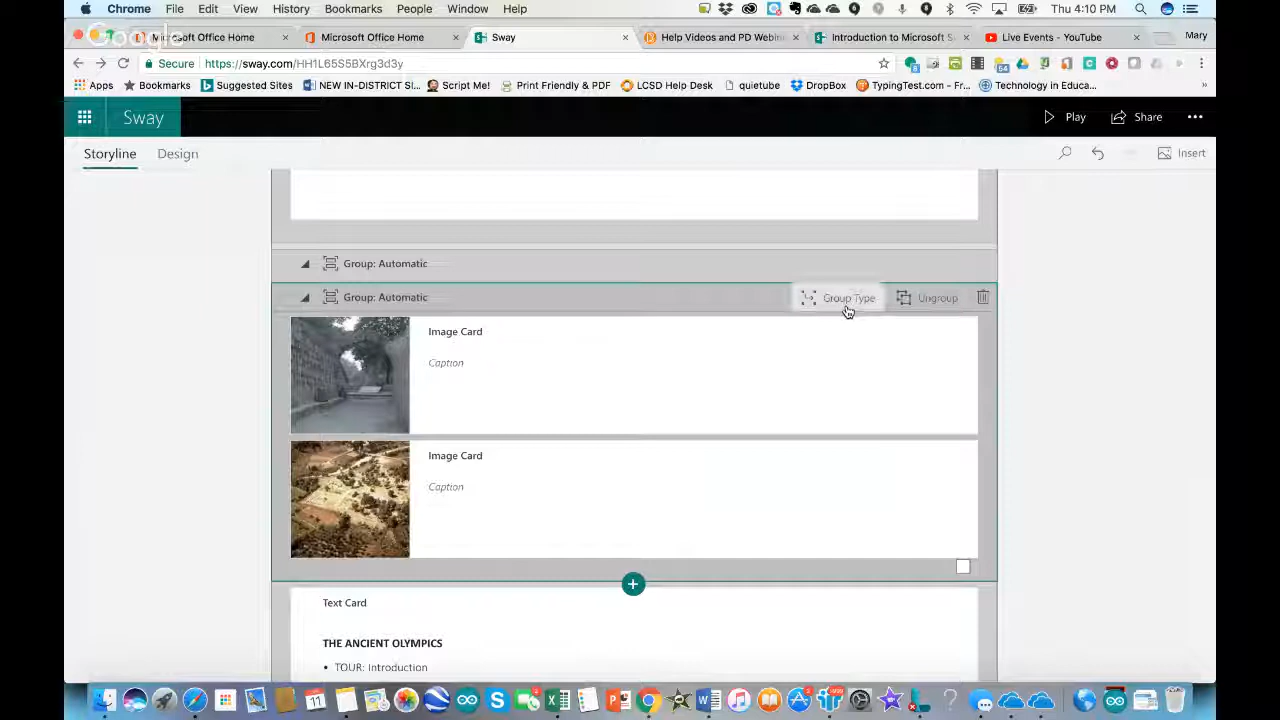 Chrome File Edit View History Bookmarks People Window Help Thu 4:10 PM
Google
Microsoft Office Home × Microsoft Office Home × Sway × Help Videos and PD Webin × Introduction to Microsoft S × Live Events - YouTube × Mary
Secure https://sway.com/HH1L65S5BXrg3d3y
Apps Bookmarks Suggested Sites NEW IN-DISTRICT SI... Script Me! Print Friendly & PDF LCSD Help Desk quietube DropBox TypingTest.com - Fr... Technology in Educa...
Sway Play Share
Storyline Design Insert
Group: Automatic
Group: Automatic Group Type Ungroup
Image Card
Caption
Image Card
Caption
Text Card
THE ANCIENT OLYMPICS
• TOUR: Introduction